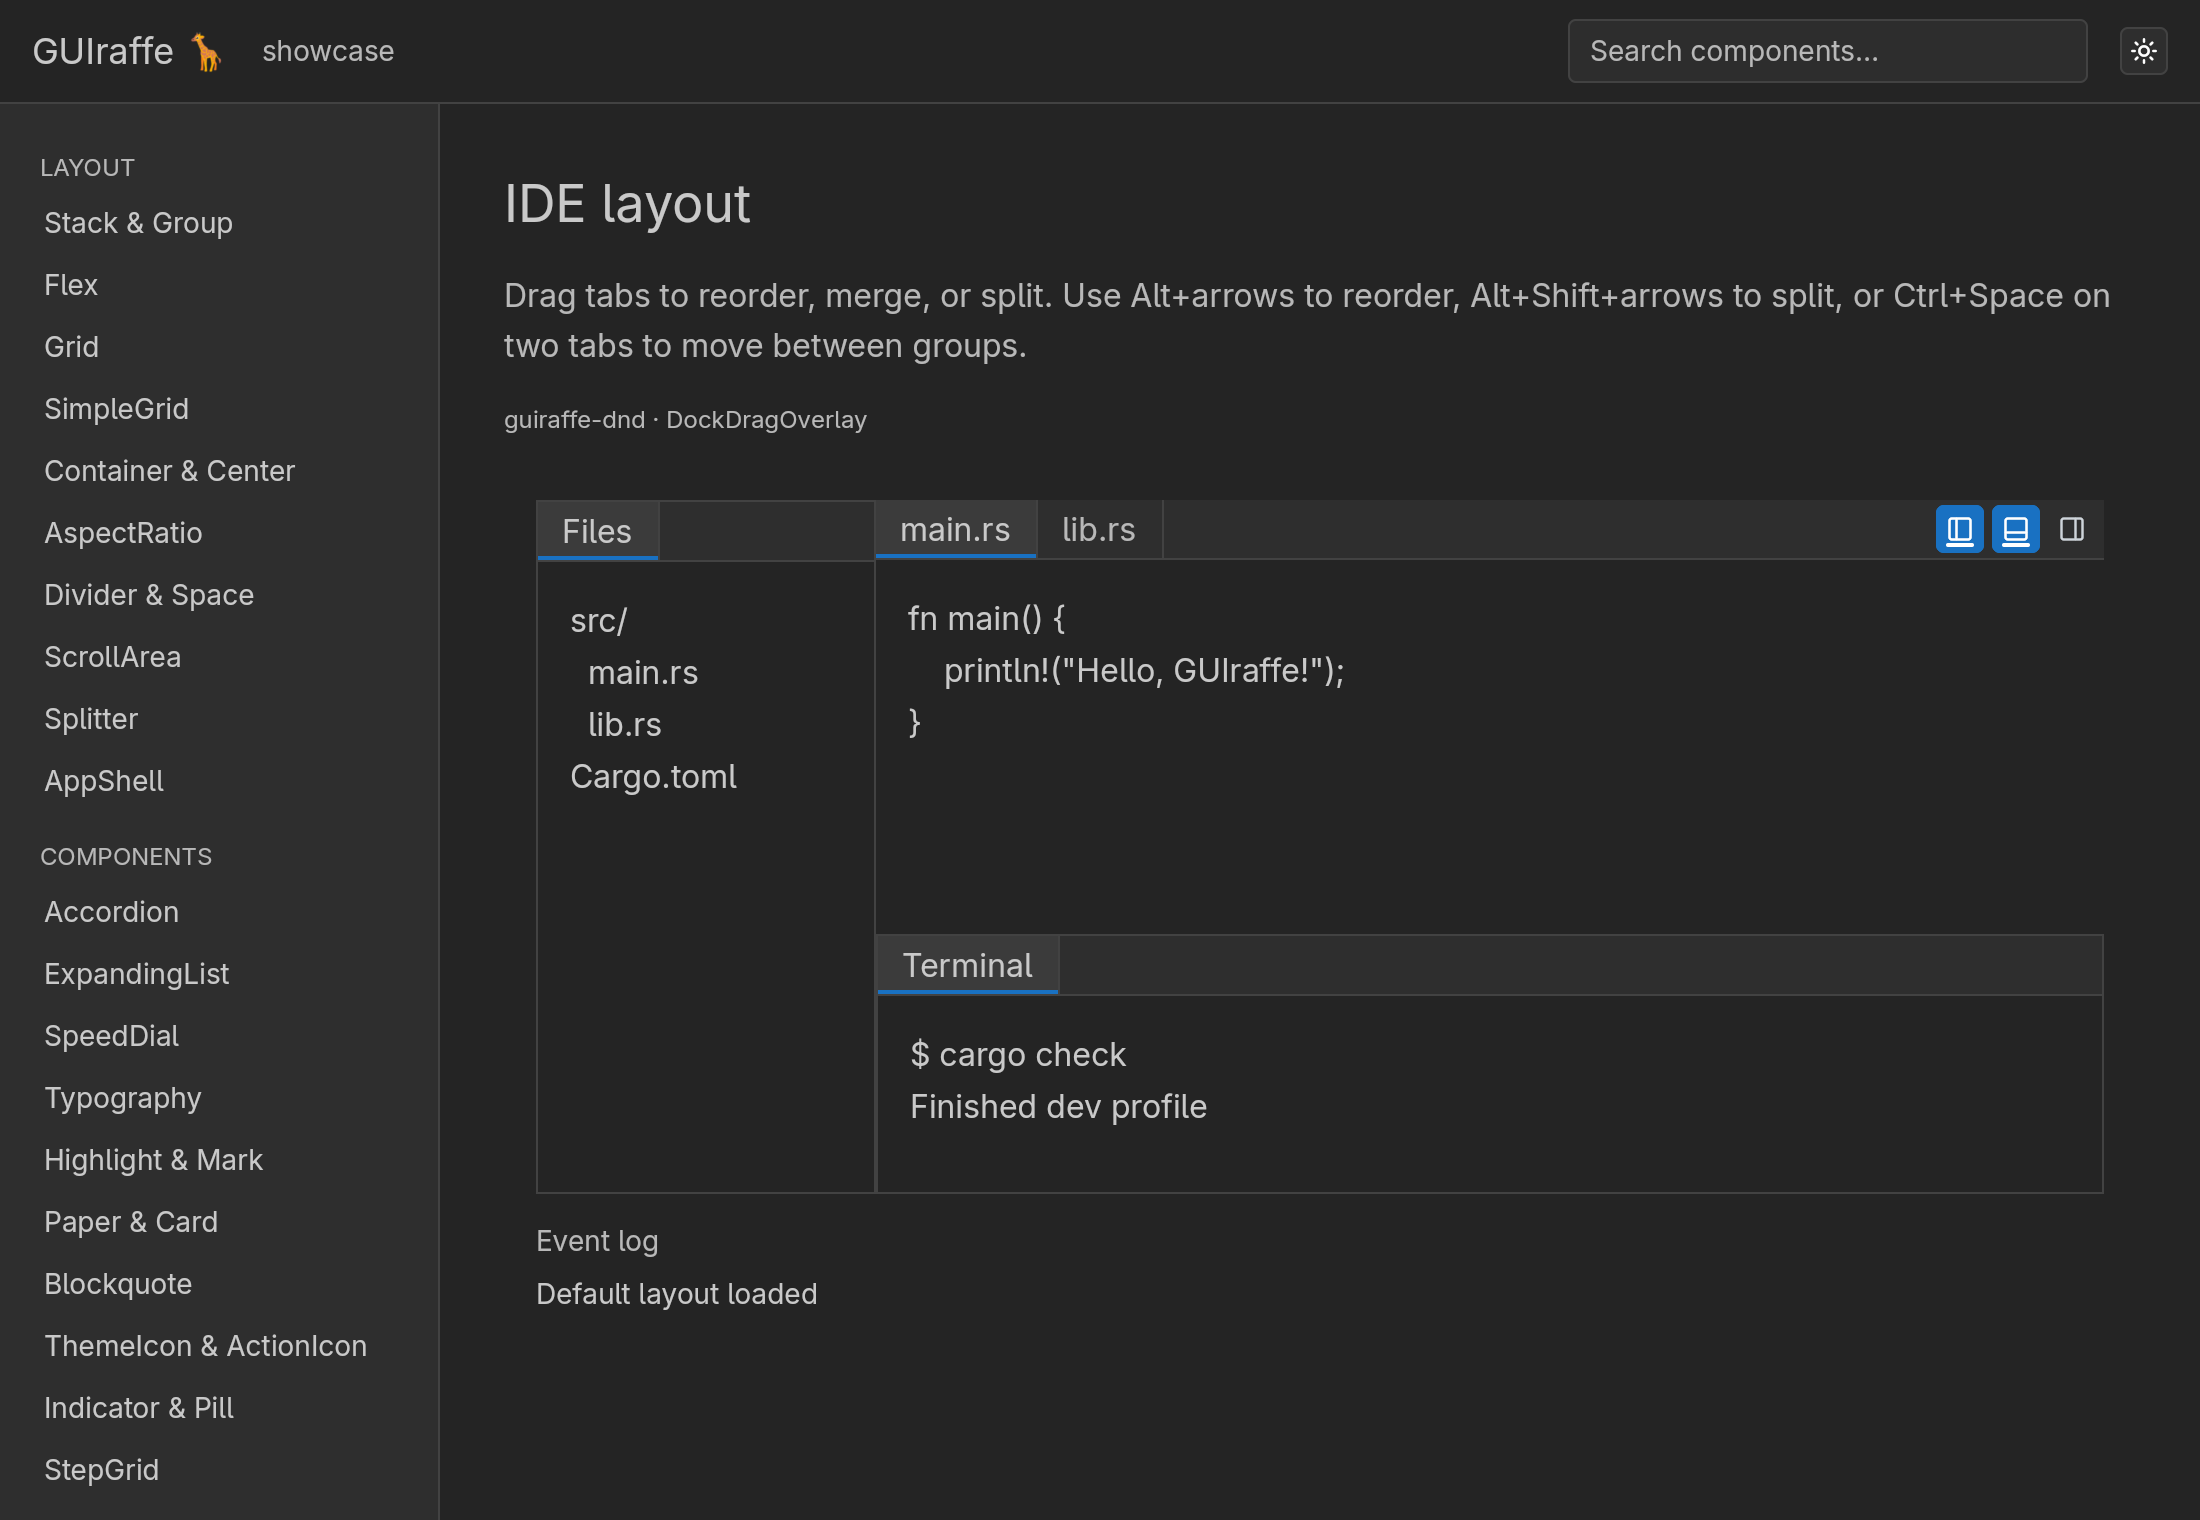 GUIraffe 🦒 showcase
Search components...
LAYOUT
Stack & Group
Flex
Grid
SimpleGrid
Container & Center
AspectRatio
Divider & Space
ScrollArea
Splitter
AppShell
COMPONENTS
Accordion
ExpandingList
SpeedDial
Typography
Highlight & Mark
Paper & Card
Blockquote
ThemeIcon & ActionIcon
Indicator & Pill
StepGrid
IDE layout
Drag tabs to reorder, merge, or split. Use Alt+arrows to reorder, Alt+Shift+arrows to split, or Ctrl+Space on
two tabs to move between groups.
guiraffe-dnd · DockDragOverlay
Files
src/
main.rs
lib.rs
Cargo.toml
main.rs lib.rs
fn main() {
    println!("Hello, GUIraffe!");
}
Terminal
$ cargo check
Finished dev profile
Event log
Default layout loaded